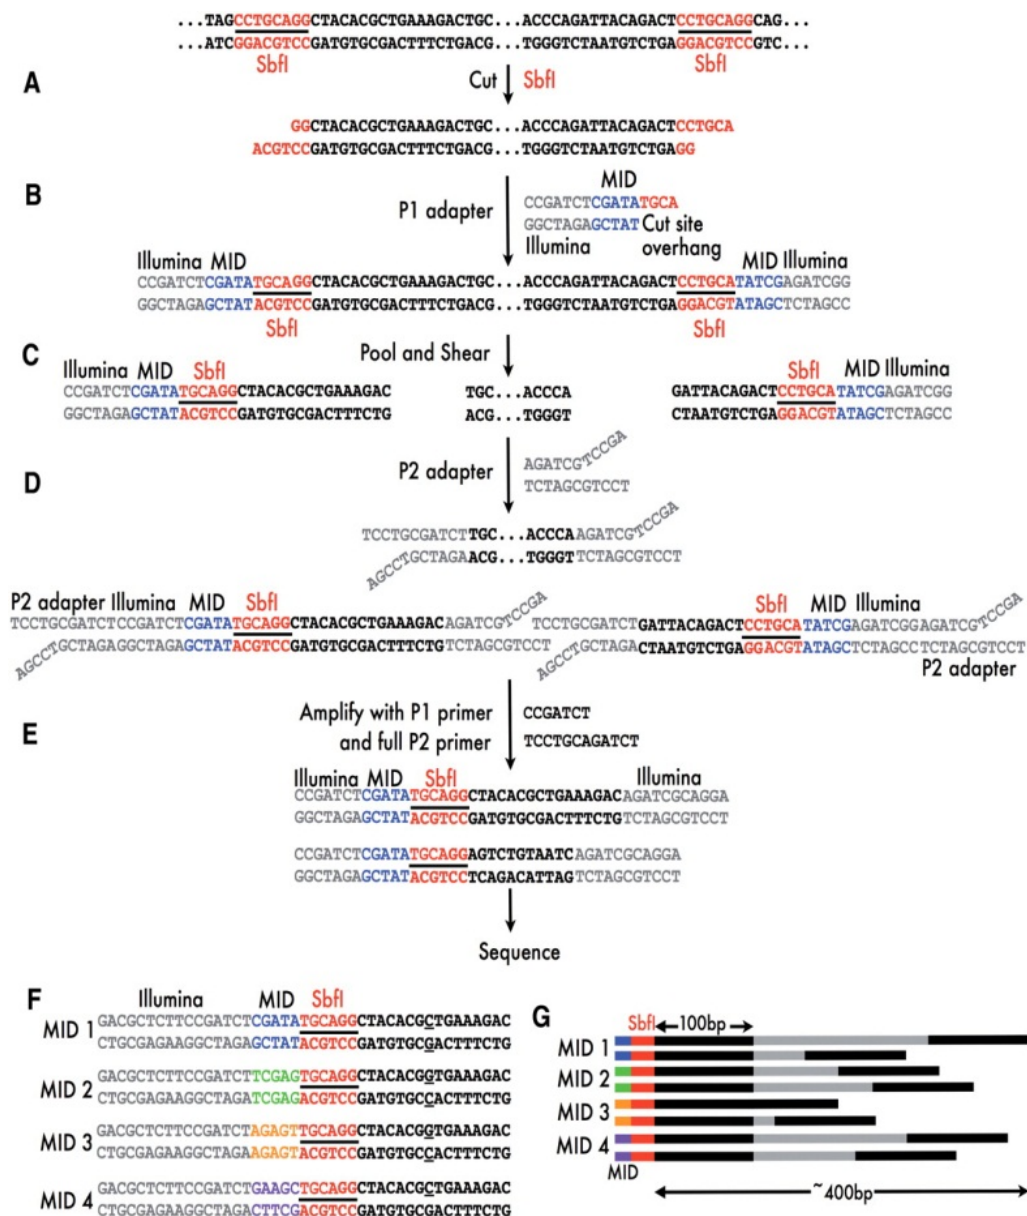 ...TAGCCTGCAGGCTACACGCTGAAAGACTGC...ACCCAGATTACAGACTCCTGCAGGCAG...
...ATCGGACGTCCGATGTGCGACTTTCTGACG...TGGGTCTAATGTCTGAGGACGTCCGTC...
SbfI SbfI
A Cut SbfI
GGCTACACGCTGAAAGACTGC...ACCCAGATTACAGACTCCTGCA
ACGTCCGATGTGCGACTTTCTGACG...TGGGTCTAATGTCTGAGG
B P1 adapter
MID
CCGATCTCGATATGCA
GGCTAGAGCTAT Cut site
Illumina overhang
Illumina MID MID Illumina
CCGATCTCGATATGCAGGCTACACGCTGAAAGACTGC...ACCCAGATTACAGACTCCTGCATATCGAGATCGG
GGCTAGAGCTATACGTCCGATGTGCGACTTTCTGACG...TGGGTCTAATGTCTGAGGACGTATAGCTCTAGCC
SbfI SbfI
C Pool and Shear
Illumina MID SbfI SbfI MID Illumina
CCGATCTCGATATGCAGGCTACACGCTGAAAGAC TGC...ACCCA GATTACAGACTCCTGCATATCGAGATCGG
GGCTAGAGCTATACGTCCGATGTGCGACTTTCTG ACG...TGGGT CTAATGTCTGAGGACGTATAGCTCTAGCC
D P2 adapter
AGATCGTCCGA
TCTAGCGTCCT
TCCTGCGATCTTGC...ACCCAAGATCGTCCGA
AGCCTGCTAGAACG...TGGGTTCTAGCGTCCT
P2 adapter Illumina MID SbfI SbfI MID Illumina
TCCTGCGATCTCCGATCTCGATATGCAGGCTACACGCTGAAAGACAGATCGTCCGA TCCTGCGATCTGATTACAGACTCCTGCATATCGAGATCGGAGATCGTCCGA
AGCCTGCTAGAGGCTAGAGCTATACGTCCGATGTGCGACTTTCTGTCTAGCGTCCT AGCCTGCTAGACTAATGTCTGAGGACGTATAGCTCTAGCCTCTAGCGTCCT
P2 adapter
E Amplify with P1 primer
and full P2 primer
CCGATCT
TCCTGCAGATCT
Illumina MID SbfI Illumina
CCGATCTCGATATGCAGGCTACACGCTGAAAGACAGATCGCAGGA
GGCTAGAGCTATACGTCCGATGTGCGACTTTCTGTCTAGCGTCCT
CCGATCTCGATATGCAGGAGTCTGTAATCAGATCGCAGGA
GGCTAGAGCTATACGTCCTCAGACATTAGTCTAGCGTCCT
Sequence
F Illumina MID SbfI
MID 1 GACGCTCTTCCGATCTCGATATGCAGGCTACACGCTGAAAGAC
CTGCGAGAAGGCTAGAGCTATACGTCCGATGTGCGACTTTCTG
MID 2 GACGCTCTTCCGATCTTCGAGTGCAGGCTACACGGTGAAAGAC
CTGCGAGAAGGCTAGATCGAGACGTCCGATGTGCCACTTTCTG
MID 3 GACGCTCTTCCGATCTAGAGTTGCAGGCTACACGGTGAAAGAC
CTGCGAGAAGGCTAGAAGAGTACGTCCGATGTGCCACTTTCTG
MID 4 GACGCTCTTCCGATCTGAAGCTGCAGGCTACACGCTGAAAGAC
CTGCGAGAAGGCTAGACTTCGACGTCCGATGTGCGACTTTCTG
G SbfI 100bp
MID 1
MID 2
MID 3
MID 4
MID
~400bp